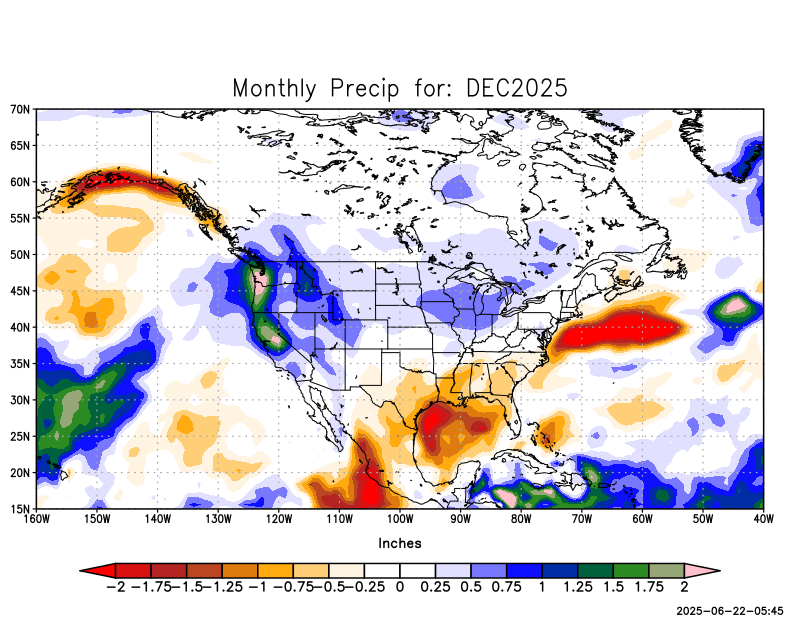 Monthly Precip for: DEC2025
70N
65N
60N
55N
50N
45N
40N
35N
30N
25N
20N
15N
160W 150W 140W 130W 120W 110W 100W 90W 80W 70W 60W 50W 40W
Inches
-2 -1.75 -1.5 -1.25 -1 -0.75 -0.5 -0.25 0 0.25 0.5 0.75 1 1.25 1.5 1.75 2
2025-06-22-05:45